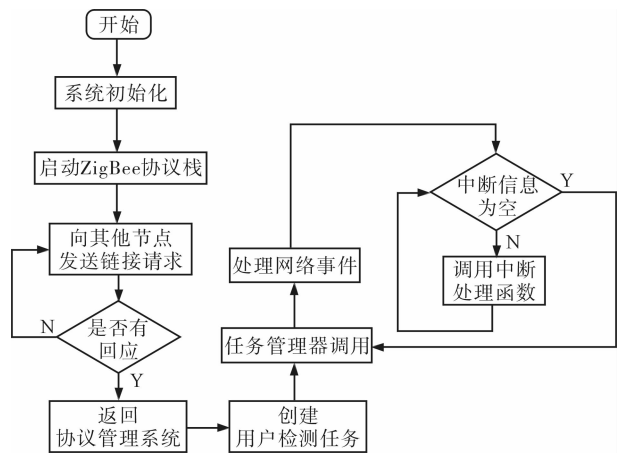 开始
系统初始化
启动ZigBee协议栈
向其他节点
发送链接请求
是否有
回应
N
Y
返回
协议管理系统
创建
用户检测任务
任务管理器调用
处理网络事件
中断信息
为空
Y
N
调用中断
处理函数